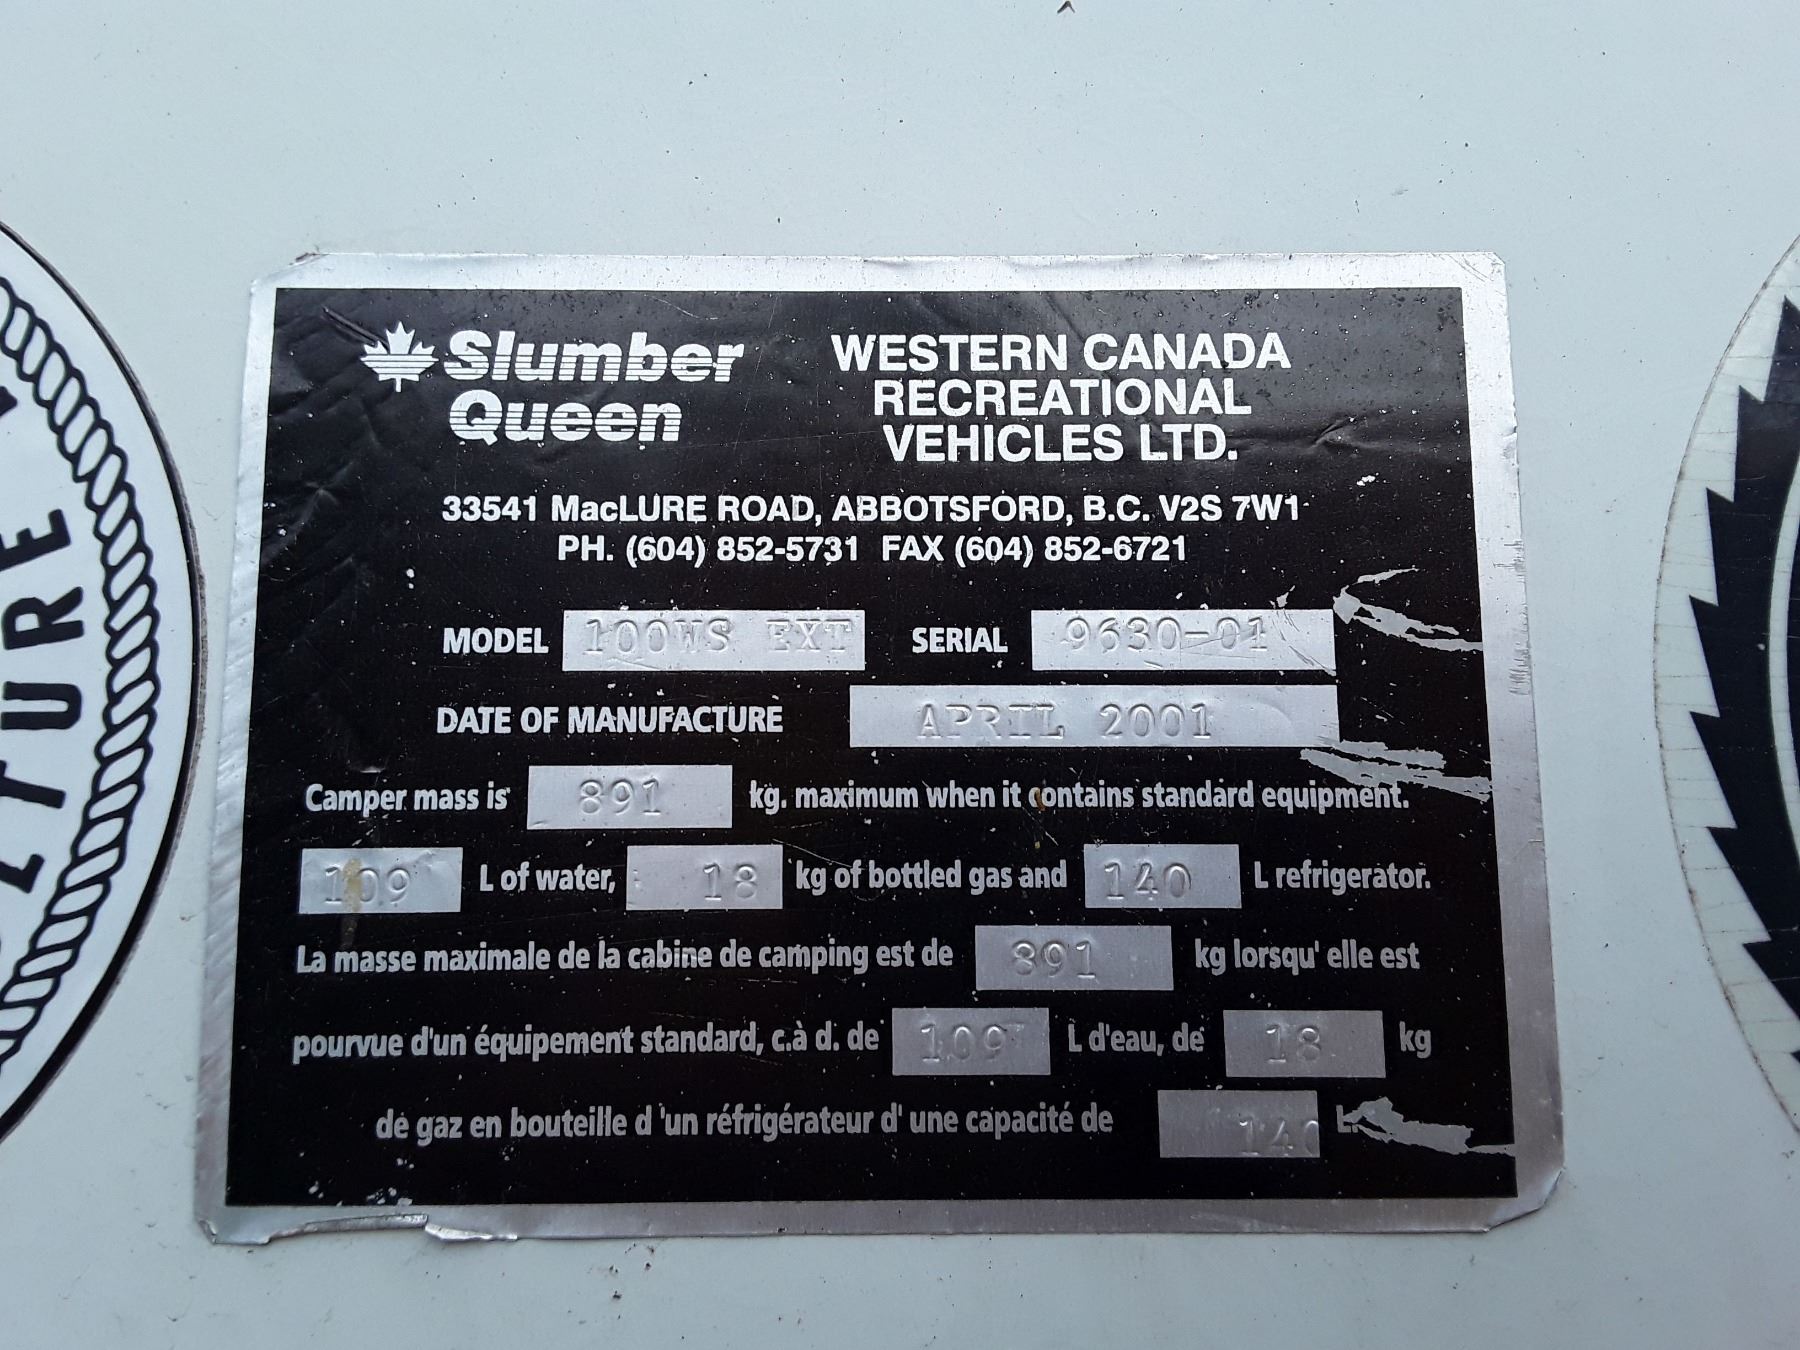 Slumber
Queen
WESTERN CANADA
RECREATIONAL
VEHICLES LTD.
33541 MacLURE ROAD, ABBOTSFORD, B.C. V2S 7W1
PH. (604) 852-5731 FAX (604) 852-6721
MODEL 100WS EXT SERIAL 9630-01
DATE OF MANUFACTURE APRIL 2001
Camper mass is 891 kg. maximum when it contains standard equipment.
109 L of water, 18 kg of bottled gas and 140 L refrigerator.
La masse maximale de la cabine de camping est de 891 kg lorsqu' elle est
pourvue d'un équipement standard, c.à d. de 109 L d'eau, de 18 kg
de gaz en bouteille d 'un réfrigérateur d' une capacité de 140 L.